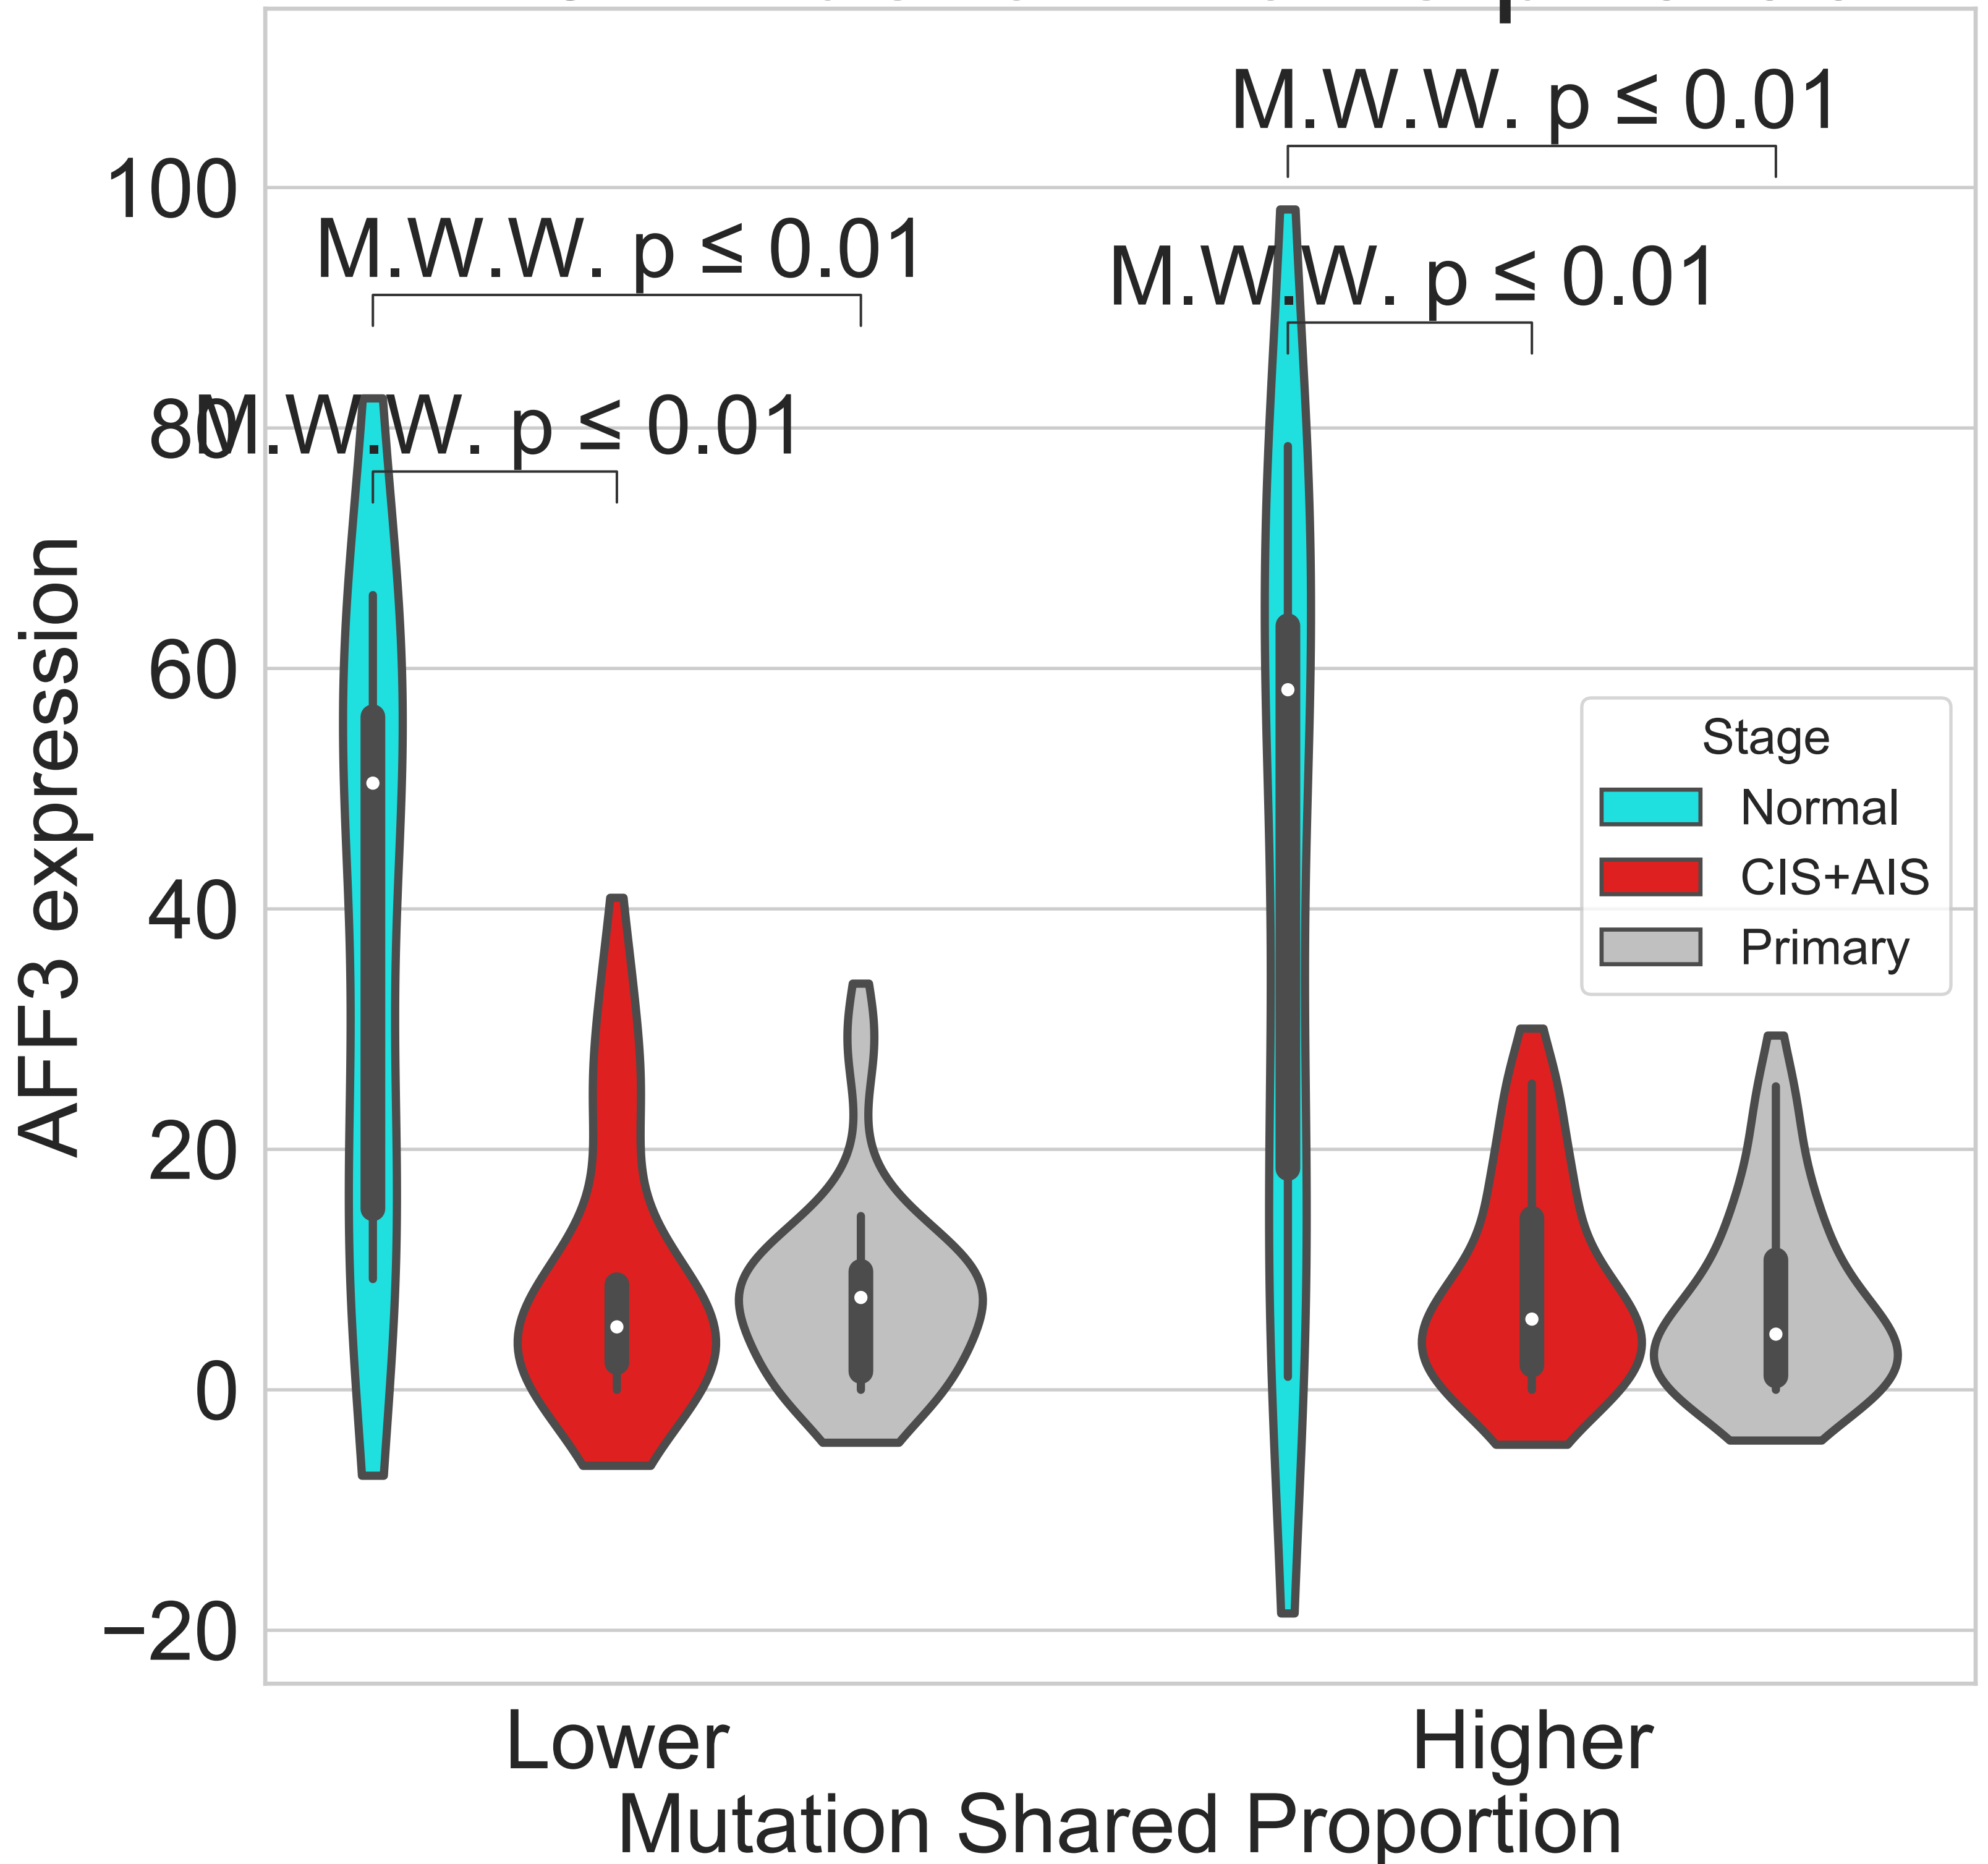 M.W.W. p ≤ 0.01
100
M.W.W. p ≤ 0.01
M.W.W. p ≤ 0.01
80
M.W.W. p ≤ 0.01
60
40
20
0
−20
AFF3 expression
Stage
Normal
CIS+AIS
Primary
Lower
Higher
Mutation Shared Proportion